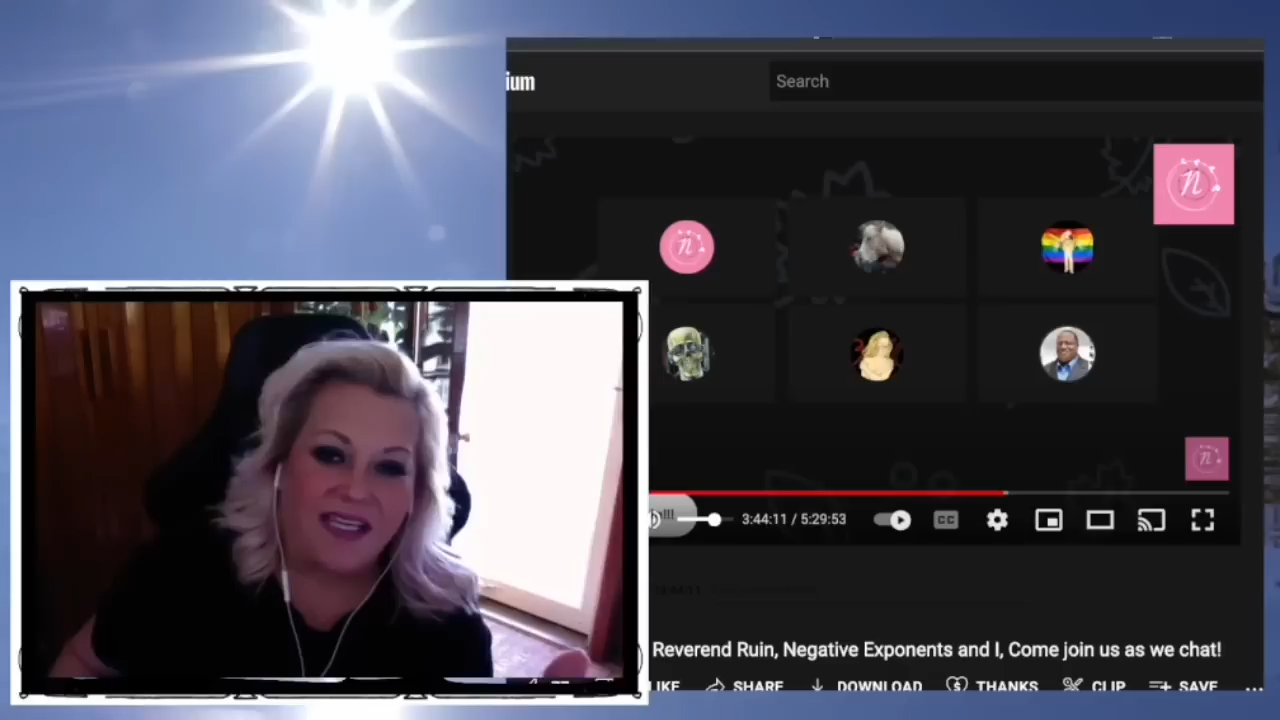 ium
Search
n
n
n
3:44:11 / 5:29:53
CC
Reverend Ruin, Negative Exponents and I, Come join us as we chat!
LIKE
SHARE
DOWNLOAD
THANKS
CLIP
SAVE